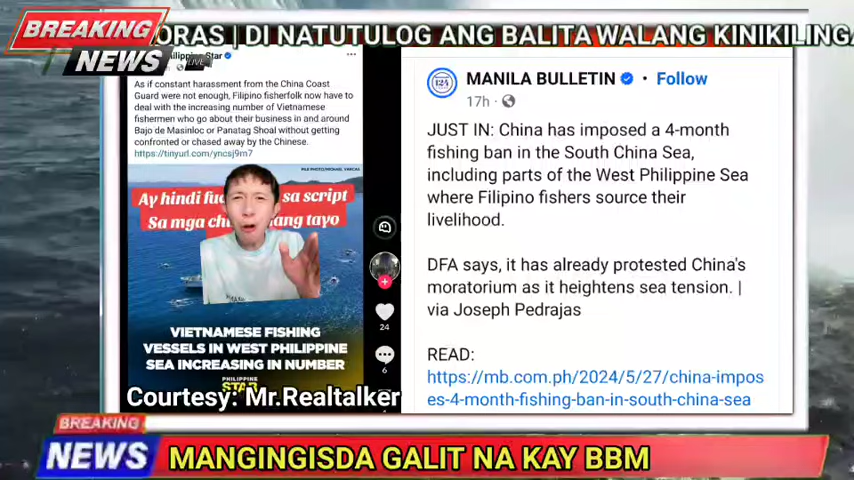 BREAKING
NEWS
LIVE
ORAS | DI NATUTULOG ANG BALITA WALANG KINIKILINGA
Philippine Star
As if constant harassment from the China Coast
Guard were not enough, Filipino fisherfolk now have to
deal with the increasing number of Vietnamese
fishermen who go about their business in and around
Bajo de Masinloc or Panatag Shoal without getting
confronted or chased away by the Chinese.
https://tinyurl.com/yncsj9m7
Ay hindi sa script
Sa mga tayo
24
6
VIETNAMESE FISHING
VESSELS IN WEST PHILIPPINE
SEA INCREASING IN NUMBER
PHILIPPINE
STAR
Courtesy: Mr.Realtalker
MANILA BULLETIN • Follow
17h •
JUST IN: China has imposed a 4-month
fishing ban in the South China Sea,
including parts of the West Philippine Sea
where Filipino fishers source their
livelihood.
DFA says, it has already protested China's
moratorium as it heightens sea tension. |
via Joseph Pedrajas
READ:
https://mb.com.ph/2024/5/27/china-impos
es-4-month-fishing-ban-in-south-china-sea
BREAKING
NEWS
MANGINGISDA GALIT NA KAY BBM